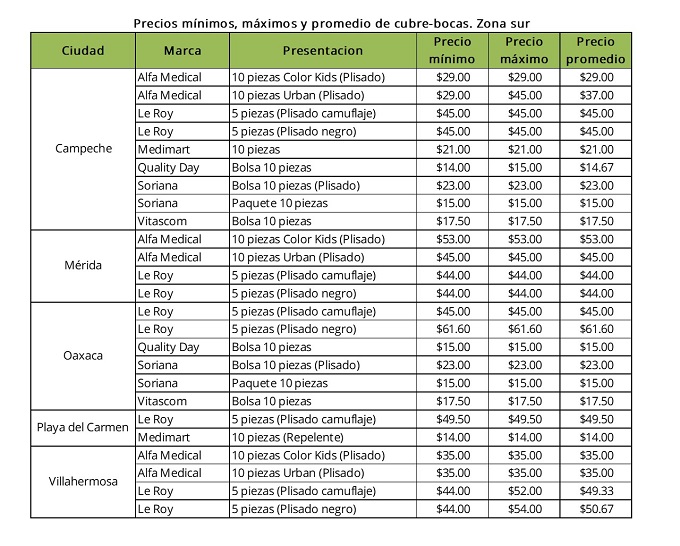 Precios mínimos, máximos y promedio de cubre-bocas. Zona sur
Ciudad Marca Presentacion Precio mínimo Precio máximo Precio promedio
Campeche
Alfa Medical 10 piezas Color Kids (Plisado) $29.00 $29.00 $29.00
Alfa Medical 10 piezas Urban (Plisado) $29.00 $45.00 $37.00
Le Roy 5 piezas (Plisado camuflaje) $45.00 $45.00 $45.00
Le Roy 5 piezas (Plisado negro) $45.00 $45.00 $45.00
Medimart 10 piezas $21.00 $21.00 $21.00
Quality Day Bolsa 10 piezas $14.00 $15.00 $14.67
Soriana Bolsa 10 piezas (Plisado) $23.00 $23.00 $23.00
Soriana Paquete 10 piezas $15.00 $15.00 $15.00
Vitascom Bolsa 10 piezas $17.50 $17.50 $17.50
Mérida
Alfa Medical 10 piezas Color Kids (Plisado) $53.00 $53.00 $53.00
Alfa Medical 10 piezas Urban (Plisado) $45.00 $45.00 $45.00
Le Roy 5 piezas (Plisado camuflaje) $44.00 $44.00 $44.00
Le Roy 5 piezas (Plisado negro) $44.00 $44.00 $44.00
Oaxaca
Le Roy 5 piezas (Plisado camuflaje) $45.00 $45.00 $45.00
Le Roy 5 piezas (Plisado negro) $61.60 $61.60 $61.60
Quality Day Bolsa 10 piezas $15.00 $15.00 $15.00
Soriana Bolsa 10 piezas (Plisado) $23.00 $23.00 $23.00
Soriana Paquete 10 piezas $15.00 $15.00 $15.00
Vitascom Bolsa 10 piezas $17.50 $17.50 $17.50
Playa del Carmen
Le Roy 5 piezas (Plisado camuflaje) $49.50 $49.50 $49.50
Medimart 10 piezas (Repelente) $14.00 $14.00 $14.00
Villahermosa
Alfa Medical 10 piezas Color Kids (Plisado) $35.00 $35.00 $35.00
Alfa Medical 10 piezas Urban (Plisado) $35.00 $35.00 $35.00
Le Roy 5 piezas (Plisado camuflaje) $44.00 $52.00 $49.33
Le Roy 5 piezas (Plisado negro) $44.00 $54.00 $50.67